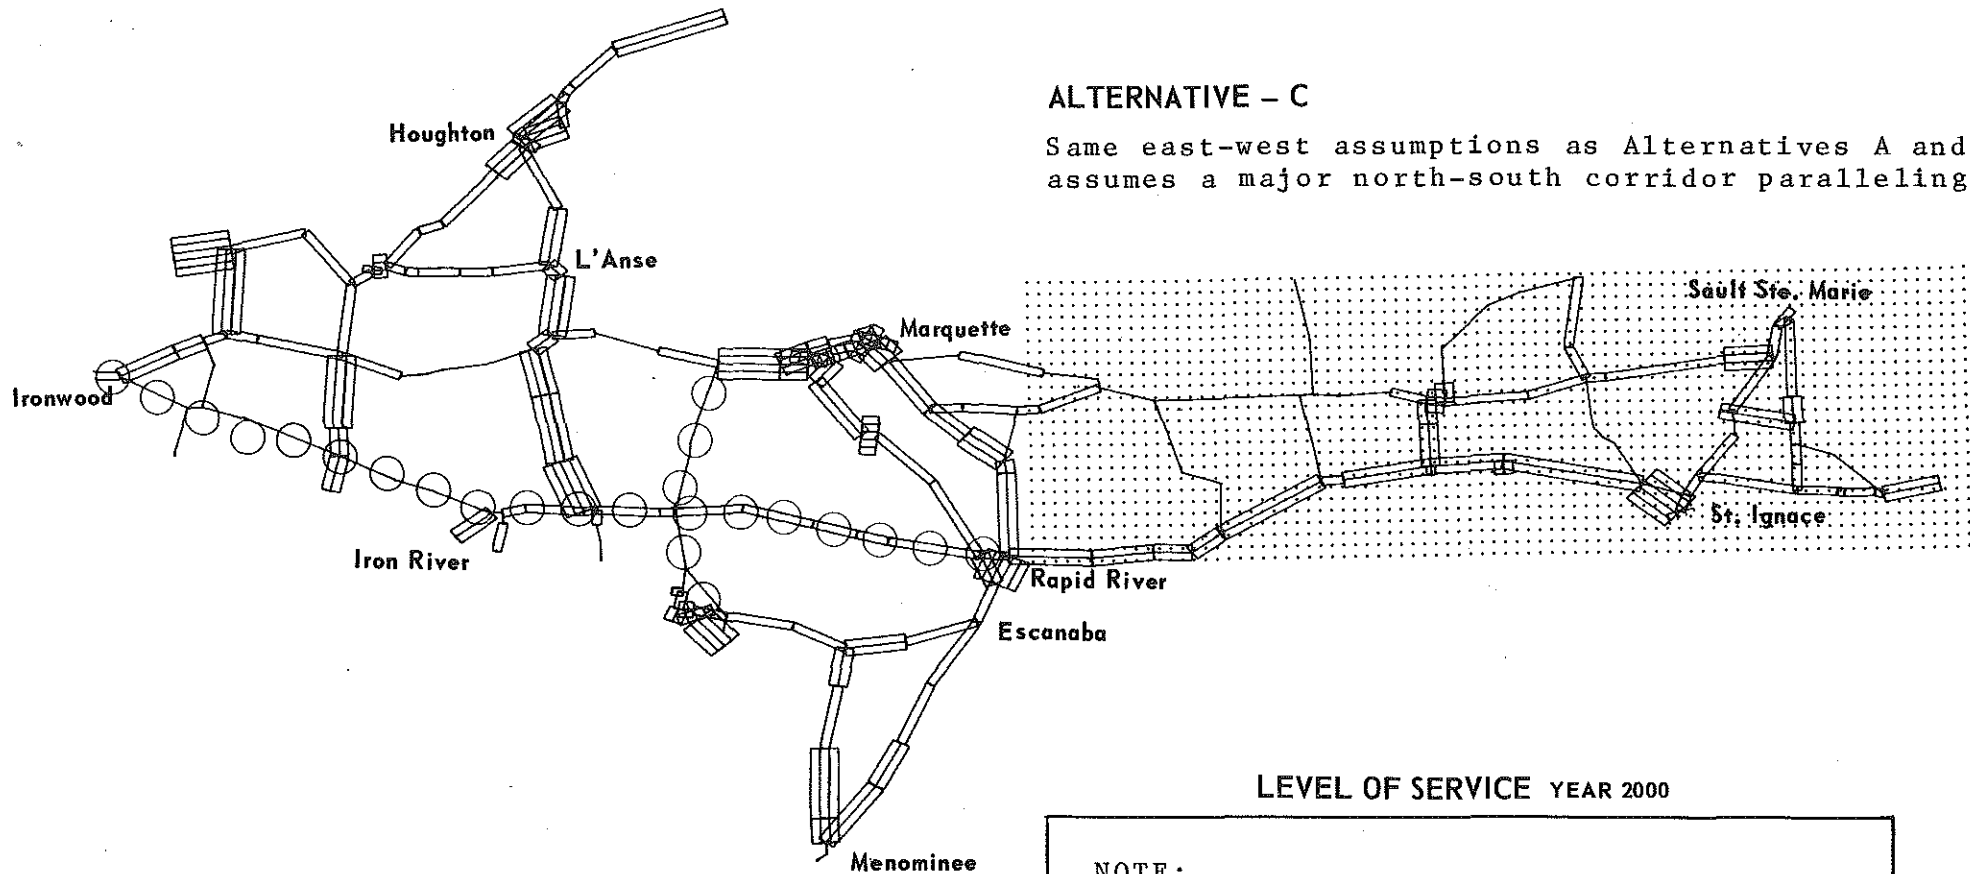 ALTERNATIVE – C
Same east-west assumptions as Alternatives A and
assumes a major north-south corridor paralleling
Houghton
L'Anse
Sault Ste. Marie
Marquette
Ironwood
St. Ignace
Iron River
Rapid River
Escanaba
LEVEL OF SERVICE YEAR 2000
Menominee
NOTE: